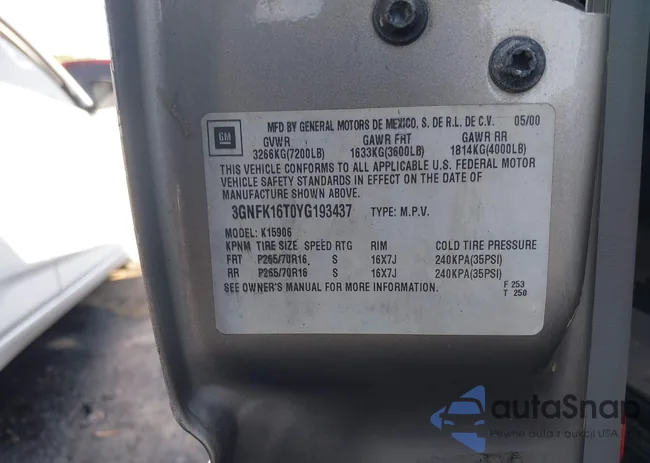 GM
MFD BY GENERAL MOTORS DE MEXICO, S. DE R.L. DE C.V. 05/00
GVWR GAWR FRT GAWR RR
3266KG(7200LB) 1633KG(3600LB) 1814KG(4000LB)
THIS VEHICLE CONFORMS TO ALL APPLICABLE U.S. FEDERAL MOTOR
VEHICLE SAFETY STANDARDS IN EFFECT ON THE DATE OF
MANUFACTURE SHOWN ABOVE.
3GNFK16T0YG193437 TYPE: M.P.V.
MODEL: K15906
KPNM TIRE SIZE SPEED RTG RIM COLD TIRE PRESSURE
FRT P265/70R16 S 16X7J 240KPA(35PSI)
RR P265/70R16 S 16X7J 240KPA(35PSI)
SEE OWNER'S MANUAL FOR MORE INFORMATION.
F 253
T 250
autoSnap
Pewne auta z aukcji USA